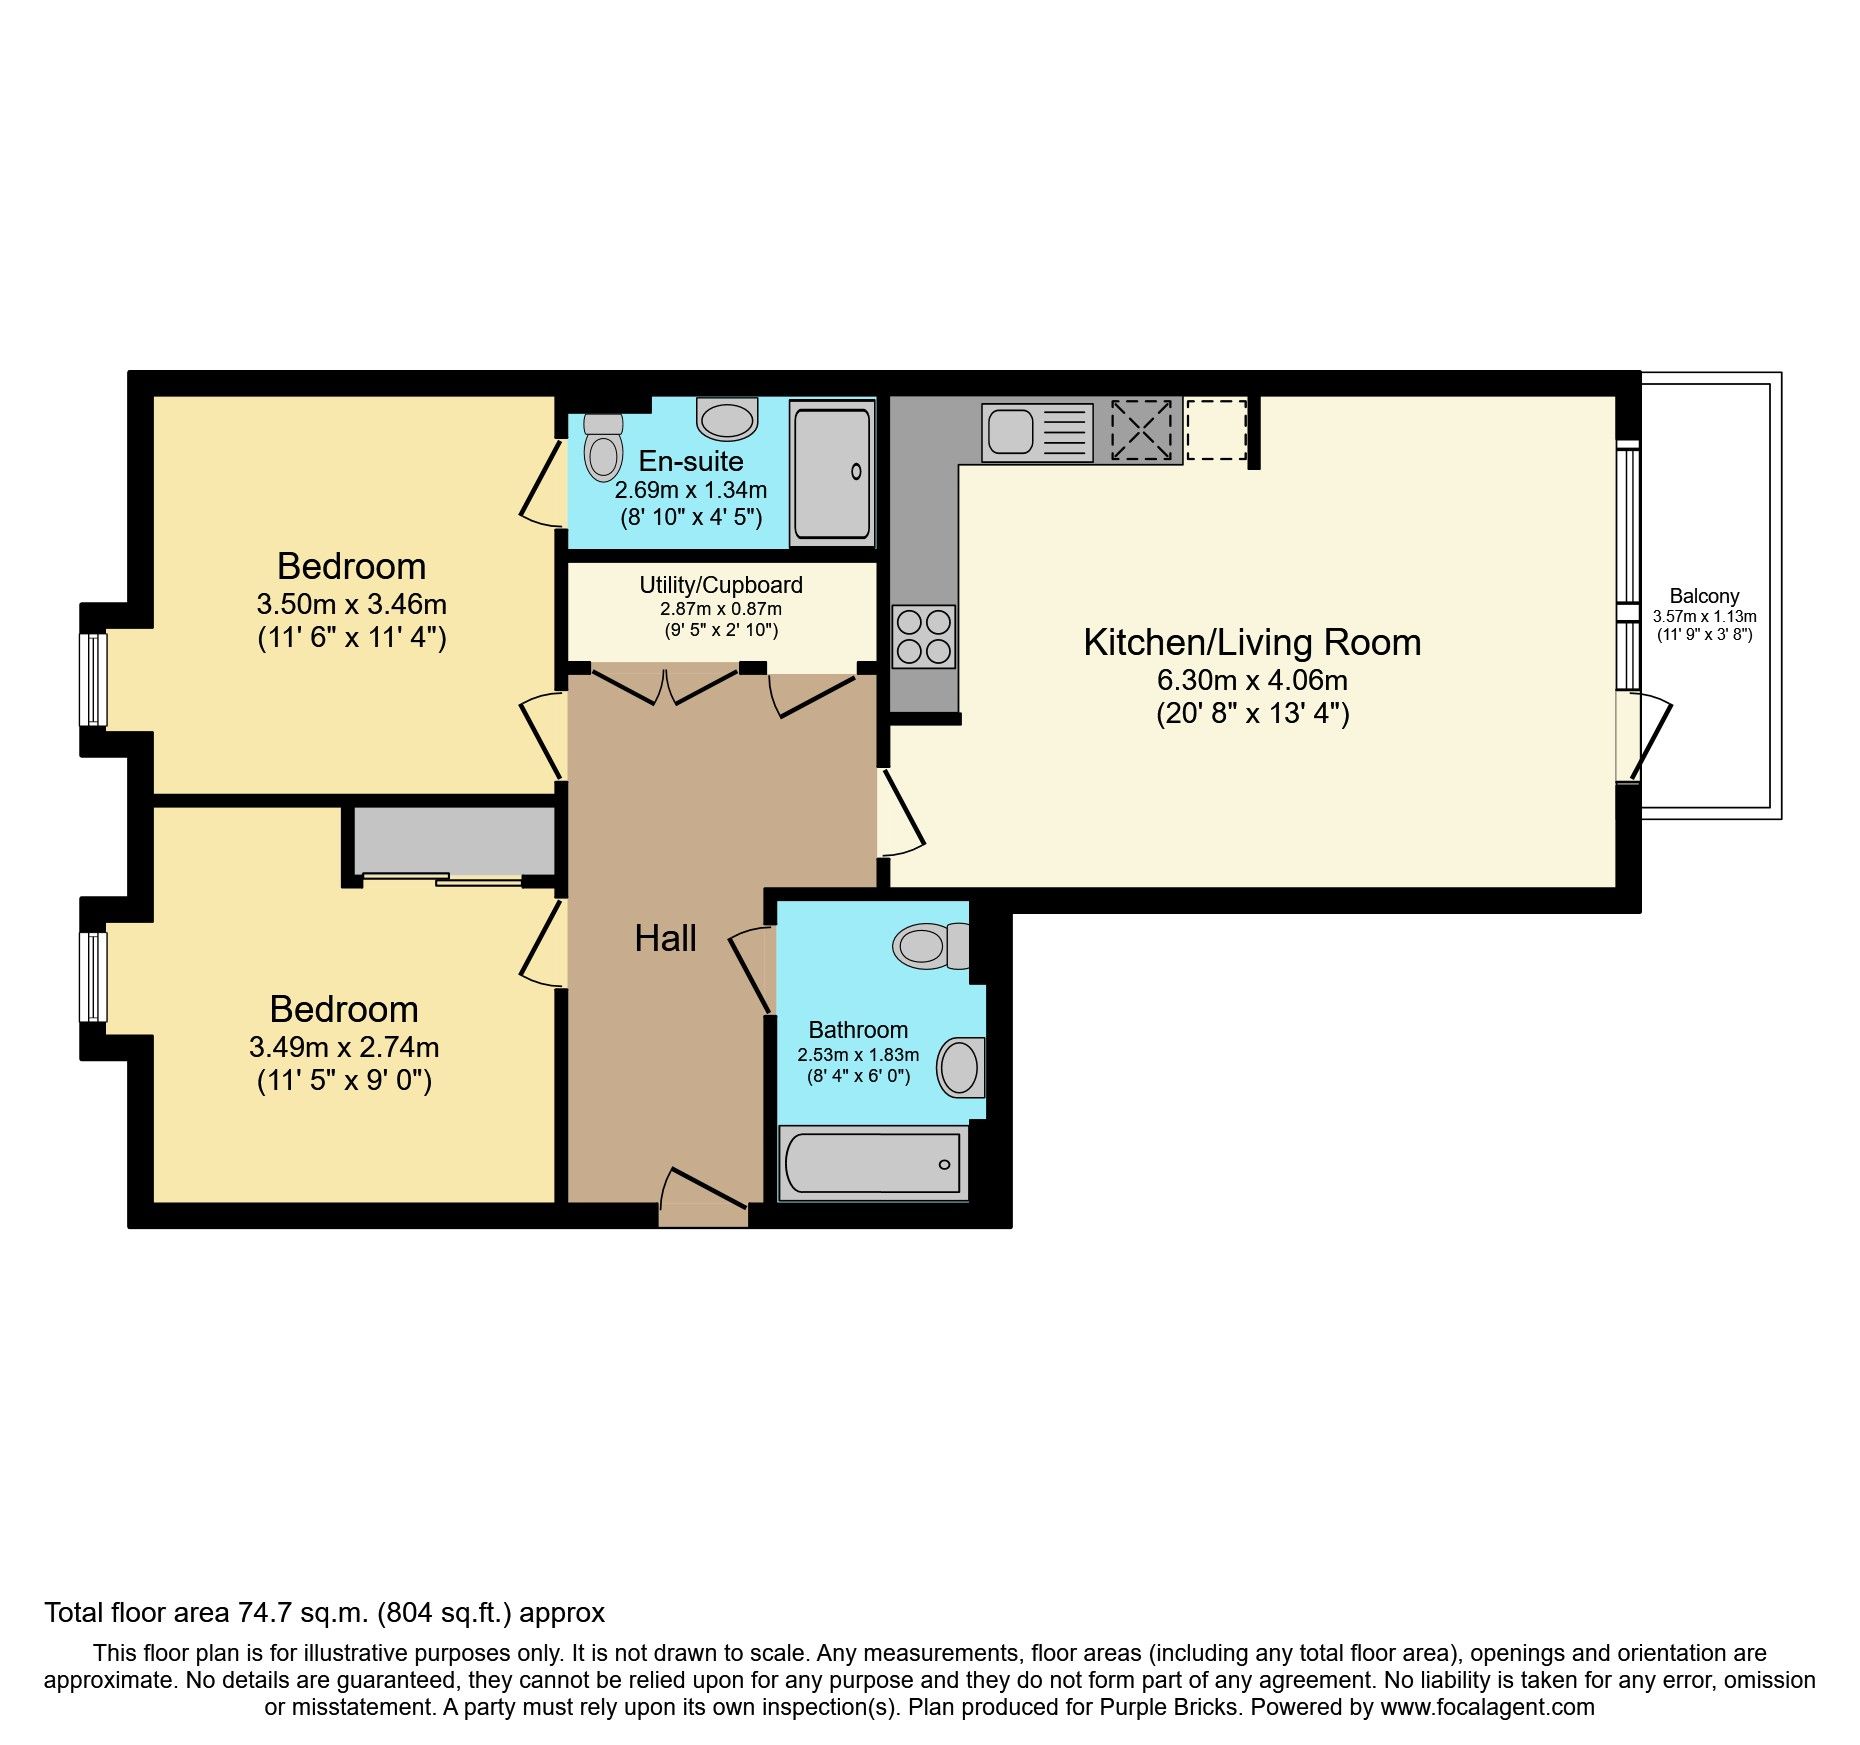 En-suite
2.69m x 1.34m
(8' 10" x 4' 5")
Bedroom
3.50m x 3.46m
(11' 6" x 11' 4")
Utility/Cupboard
2.87m x 0.87m
(9' 5" x 2' 10")
Kitchen/Living Room
6.30m x 4.06m
(20' 8" x 13' 4")
Balcony
3.57m x 1.13m
(11' 9" x 3' 8")
Hall
Bedroom
3.49m x 2.74m
(11' 5" x 9' 0")
Bathroom
2.53m x 1.83m
(8' 4" x 6' 0")
Total floor area 74.7 sq.m. (804 sq.ft.) approx
This floor plan is for illustrative purposes only. It is not drawn to scale. Any measurements, floor areas (including any total floor area), openings and orientation are
approximate. No details are guaranteed, they cannot be relied upon for any purpose and they do not form part of any agreement. No liability is taken for any error, omission
or misstatement. A party must rely upon its own inspection(s). Plan produced for Purple Bricks. Powered by www.focalagent.com